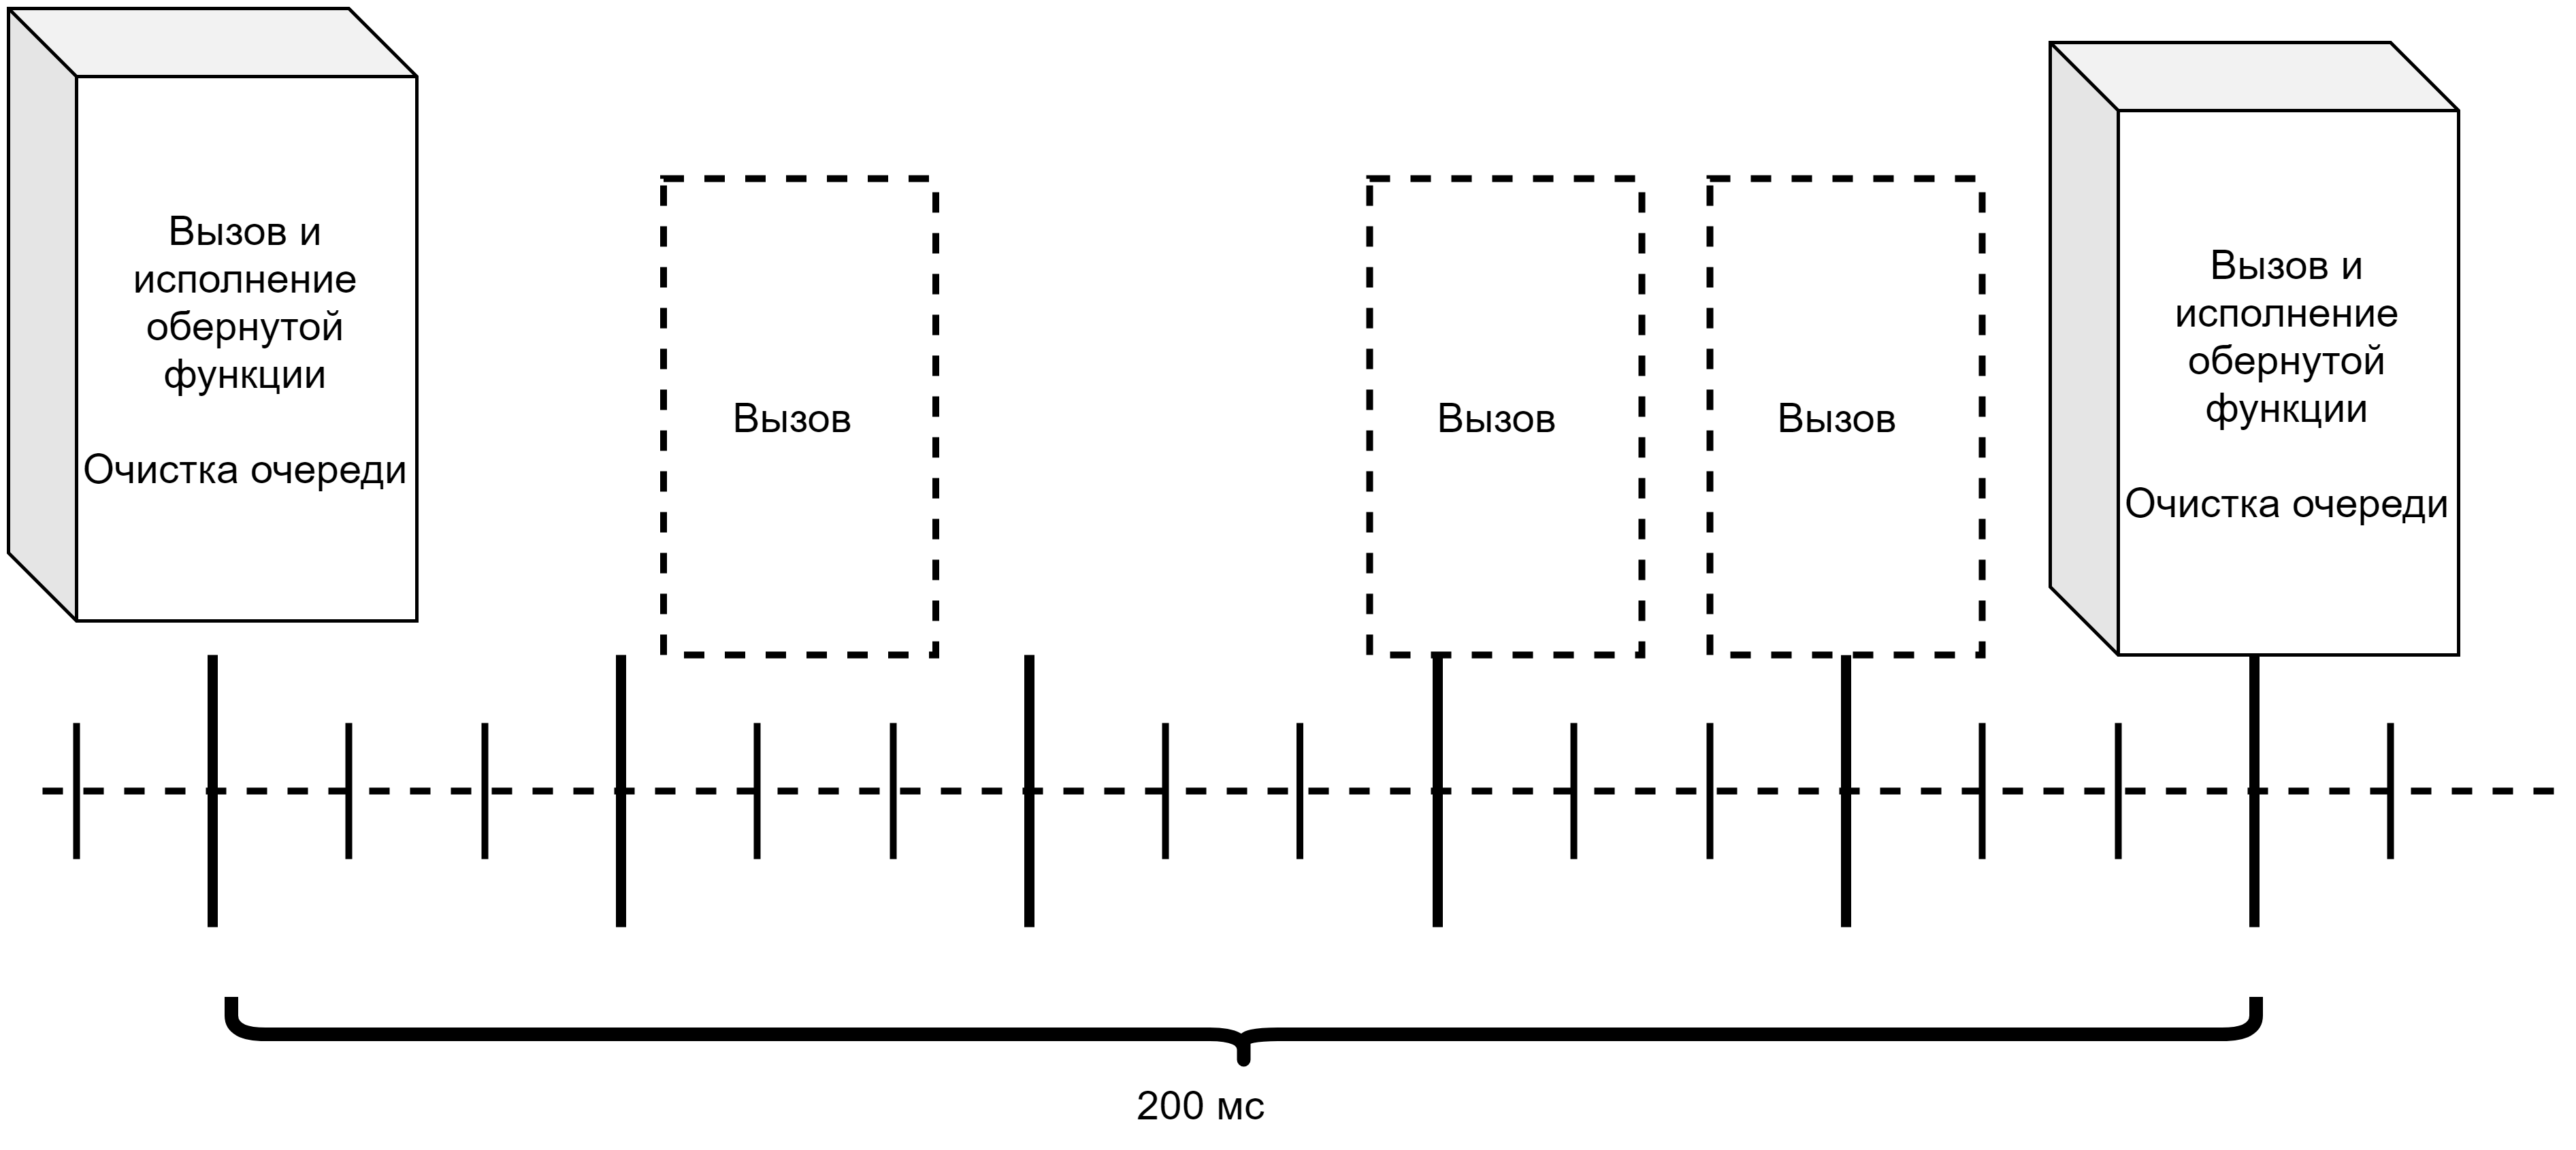 Вызов и
исполнение
обернутой
функции
Очистка очереди
Вызов
Вызов
Вызов
Вызов и
исполнение
обернутой
функции
Очистка очереди
200 мс